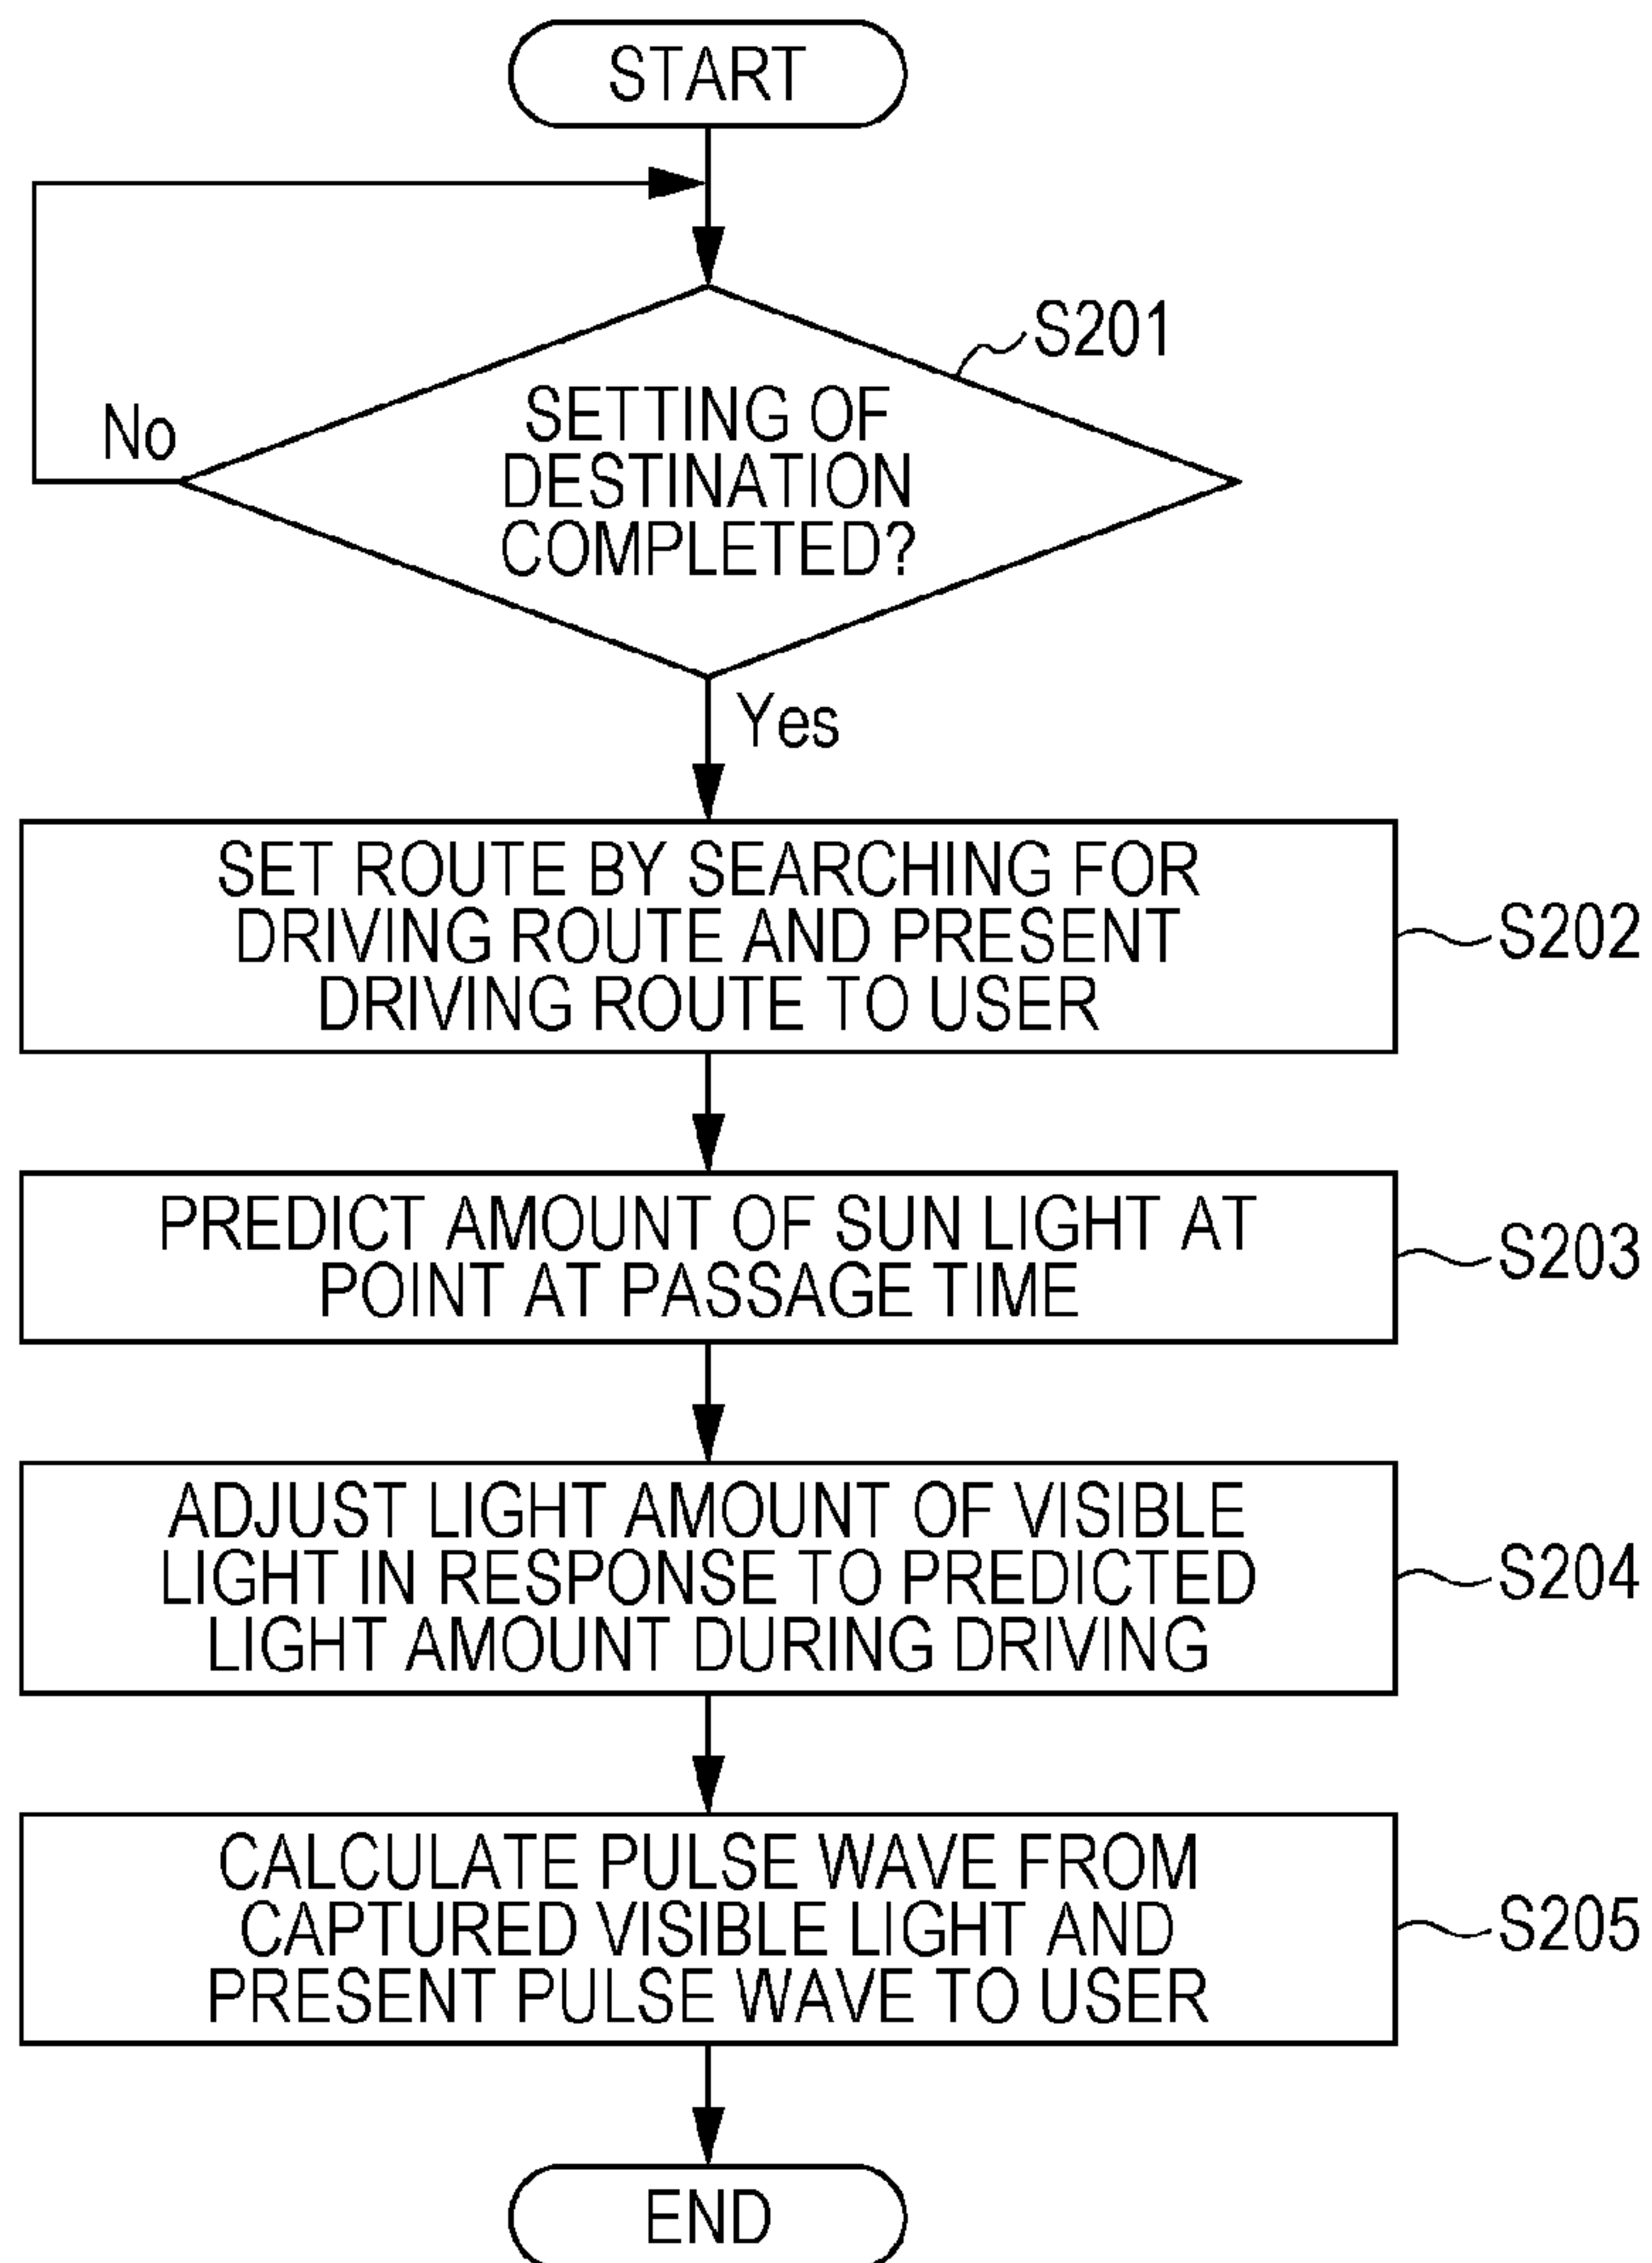 START
S201
SETTING OF
DESTINATION
COMPLETED?
No
Yes
SET ROUTE BY SEARCHING FOR
DRIVING ROUTE AND PRESENT
DRIVING ROUTE TO USER
S202
PREDICT AMOUNT OF SUN LIGHT AT
POINT AT PASSAGE TIME
S203
ADJUST LIGHT AMOUNT OF VISIBLE
LIGHT IN RESPONSE TO PREDICTED
LIGHT AMOUNT DURING DRIVING
S204
CALCULATE PULSE WAVE FROM
CAPTURED VISIBLE LIGHT AND
PRESENT PULSE WAVE TO USER
S205
END